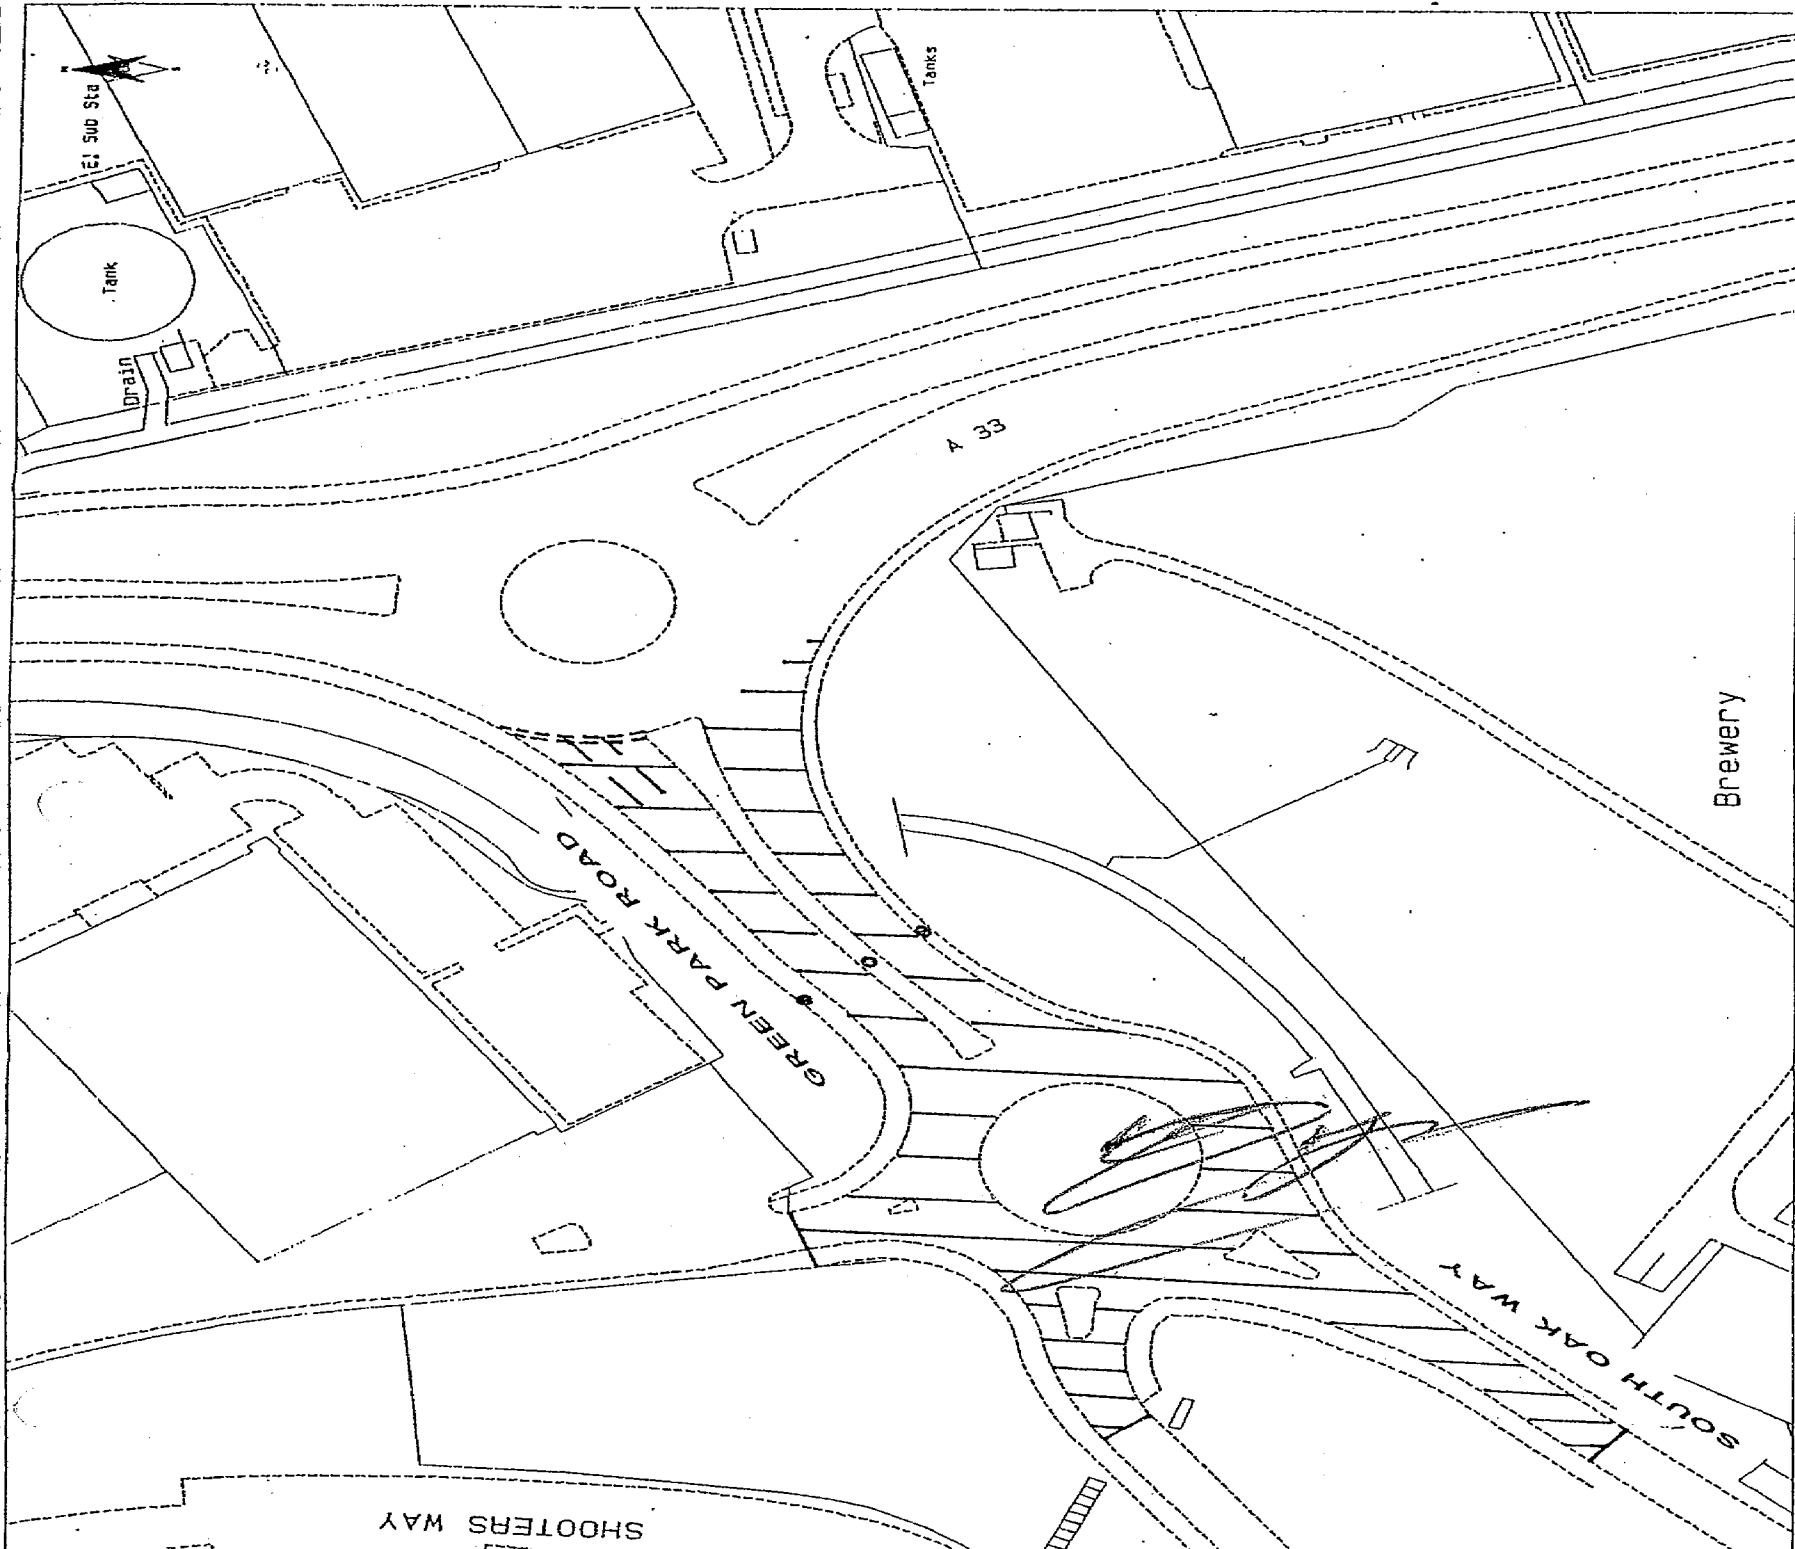 El Sub Sta
Tanks
Tank
Drain
A 33
Brewery
GREEN PARK ROAD
SOUTH OAK WAY
SHOOTERS WAY